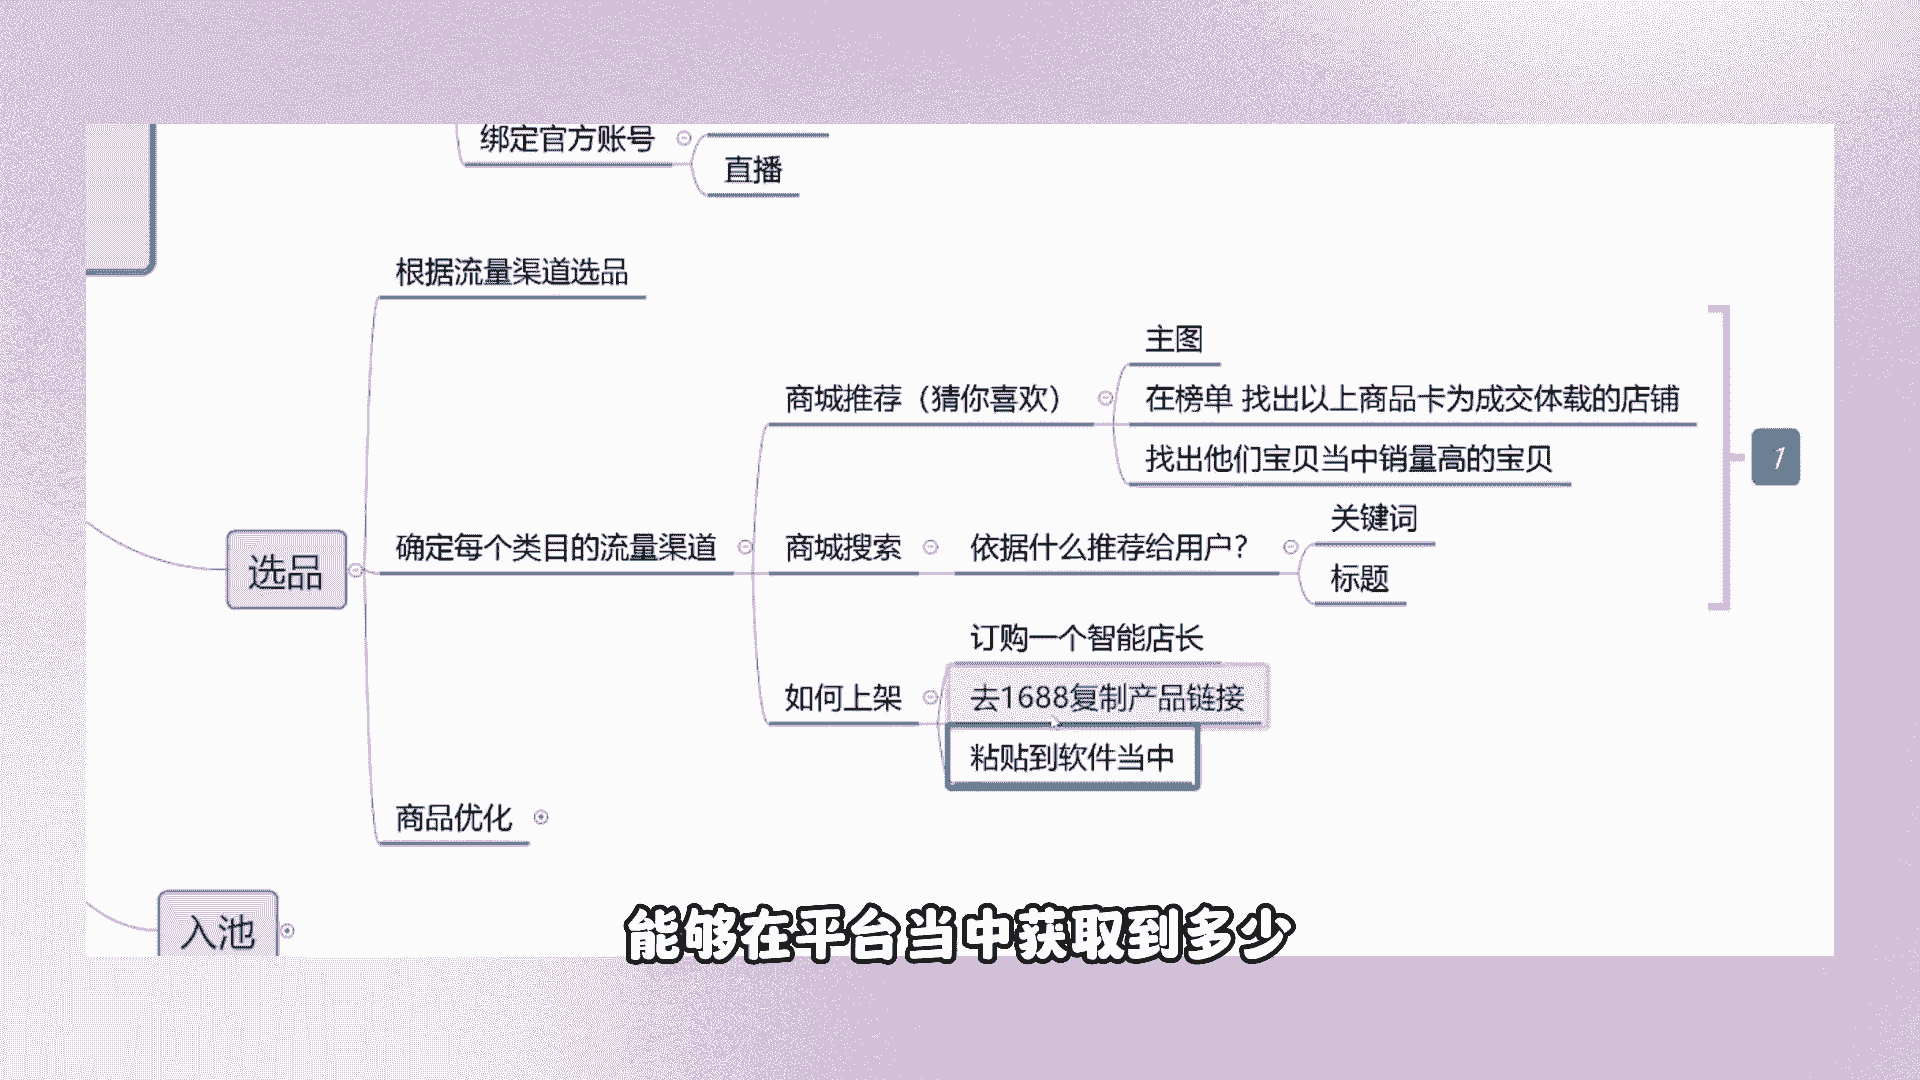 绑定官方账号
直播
根据流量渠道选品
主图
商城推荐（猜你喜欢）
在榜单 找出以上商品卡为成交体载的店铺
找出他们宝贝当中销量高的宝贝
1
关键词
选品
确定每个类目的流量渠道
商城搜索
依据什么推荐给用户？
标题
订购一个智能店长
如何上架
去1688复制产品链接
粘贴到软件当中
商品优化
入池
能够在平台当中获取到多少